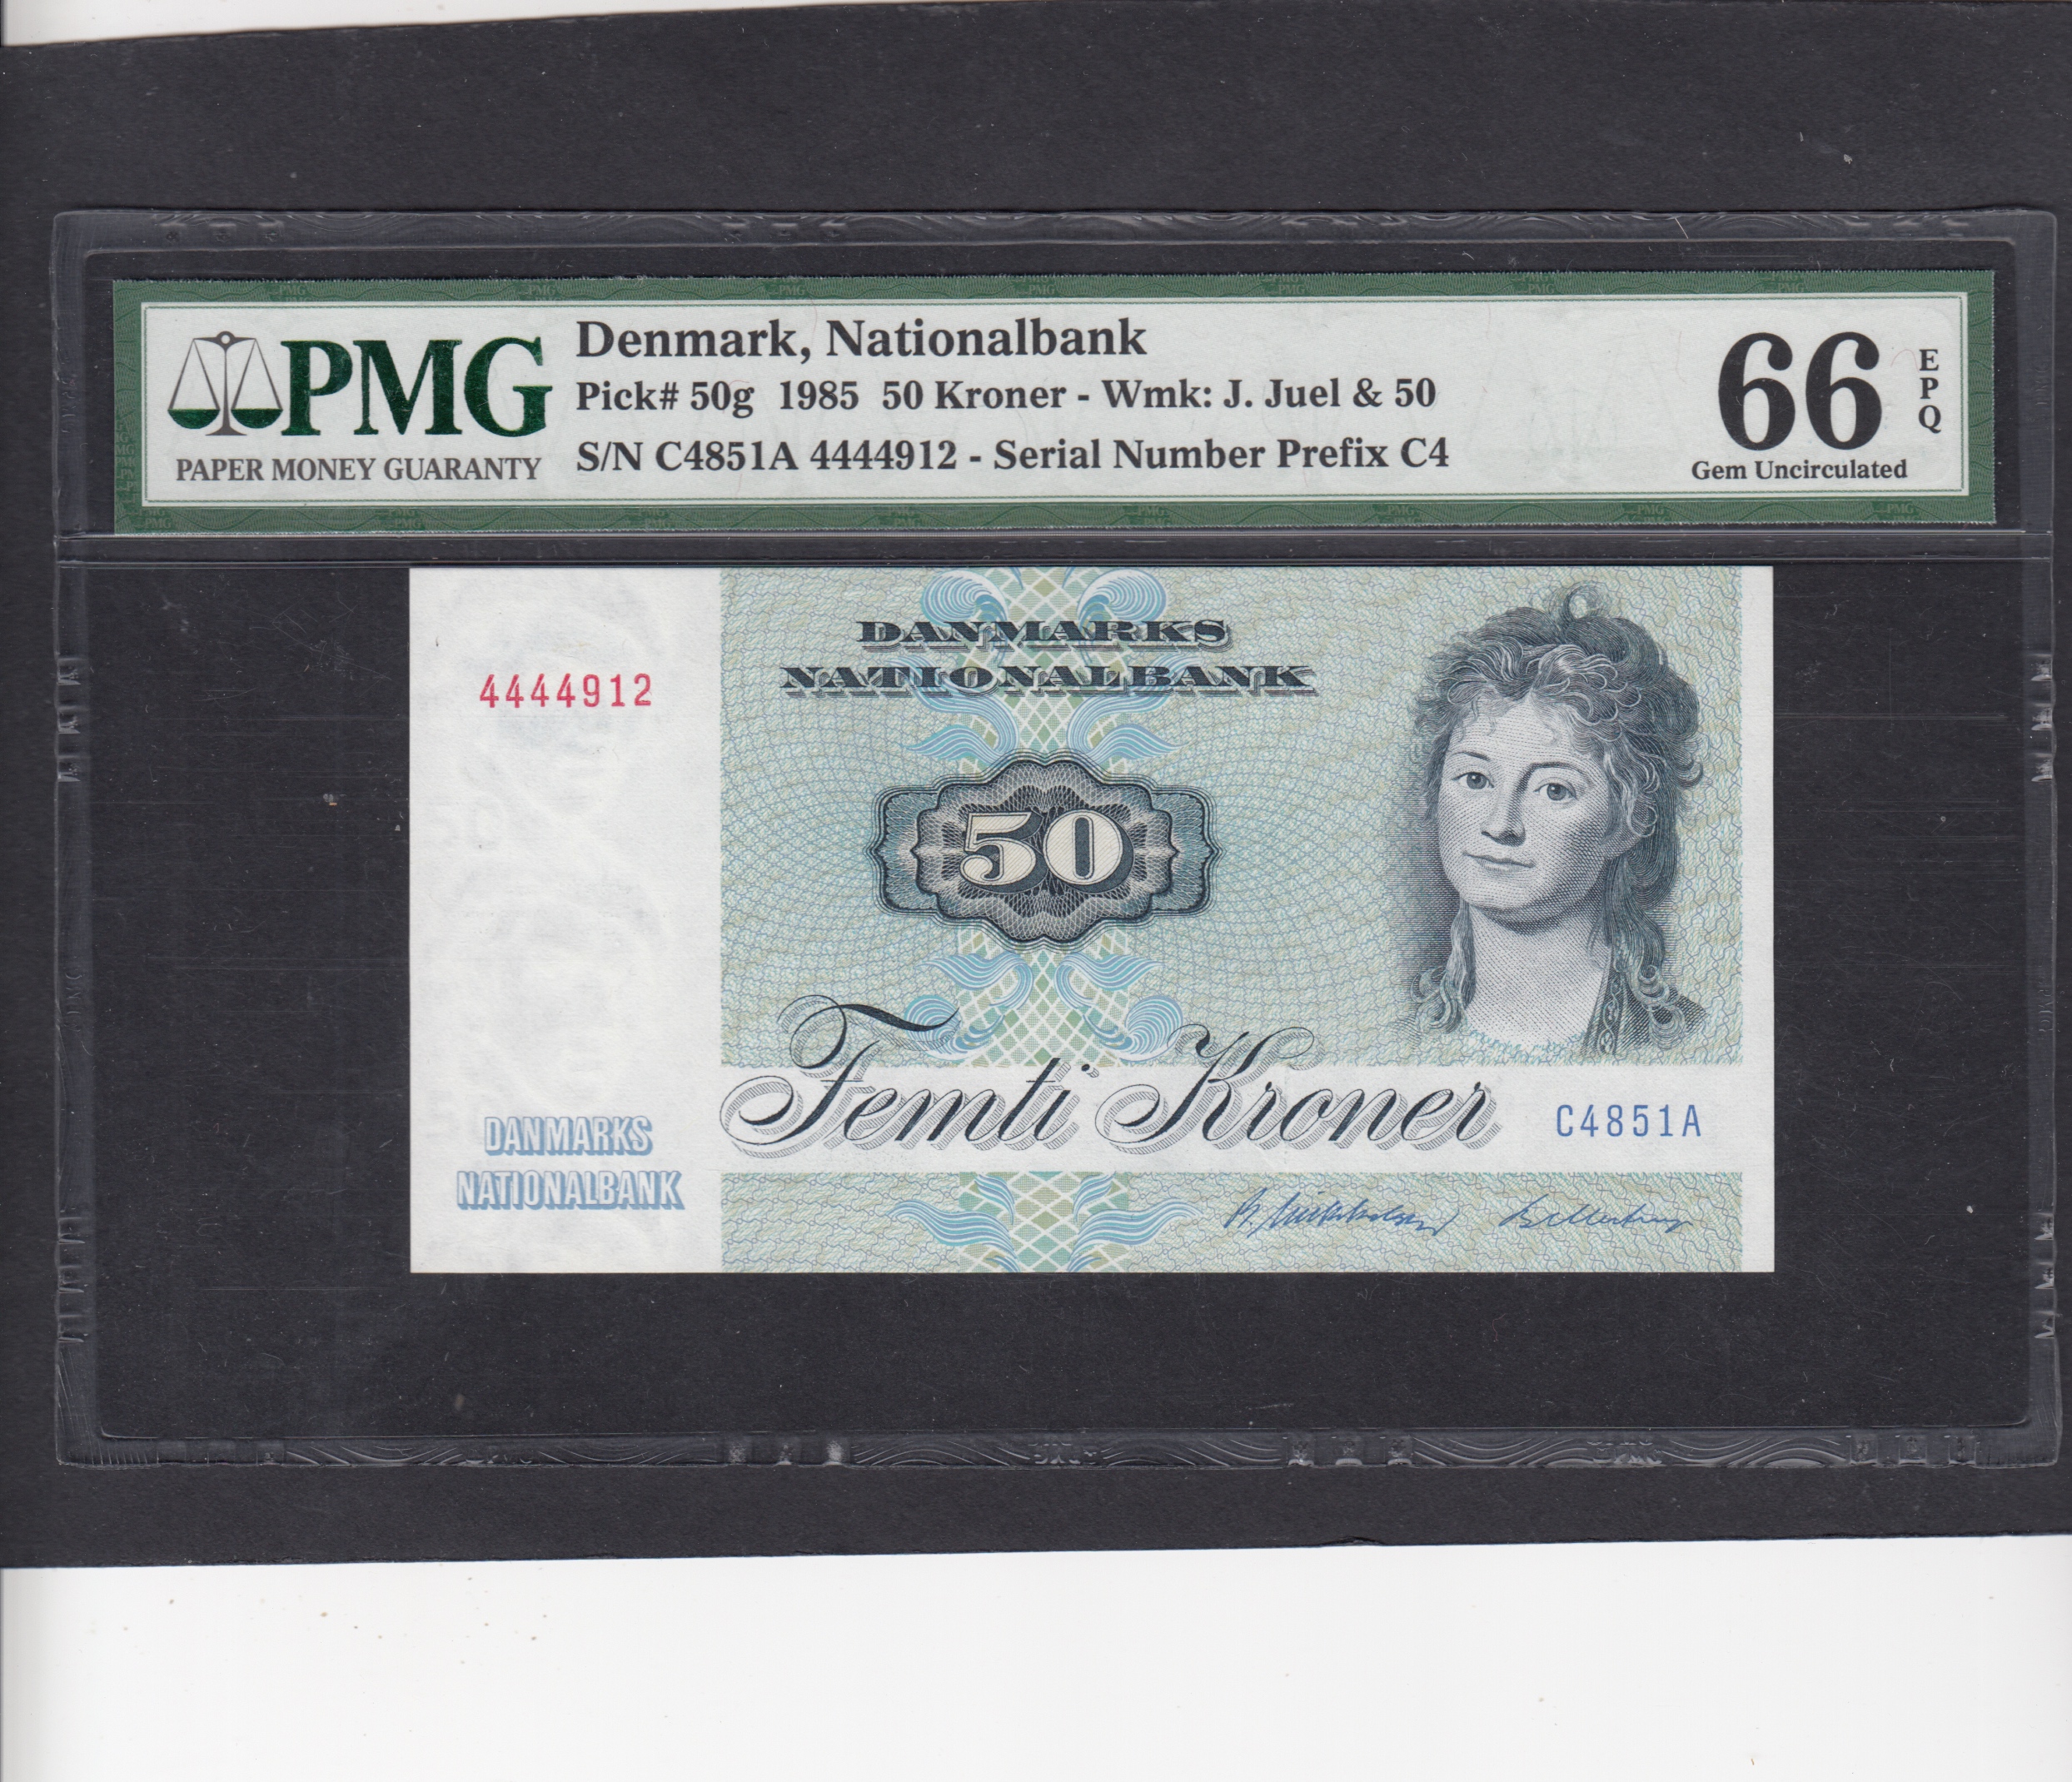 PMG
PAPER MONEY GUARANTY
Denmark, Nationalbank
Pick# 50g 1985 50 Kroner - Wmk: J. Juel & 50
S/N C4851A 4444912 - Serial Number Prefix C4
66
EPQ
Gem Uncirculated
DANMARKS
NATIONALBANK
4444912
50
Femti Kroner
C4851A
DANMARKS
NATIONALBANK